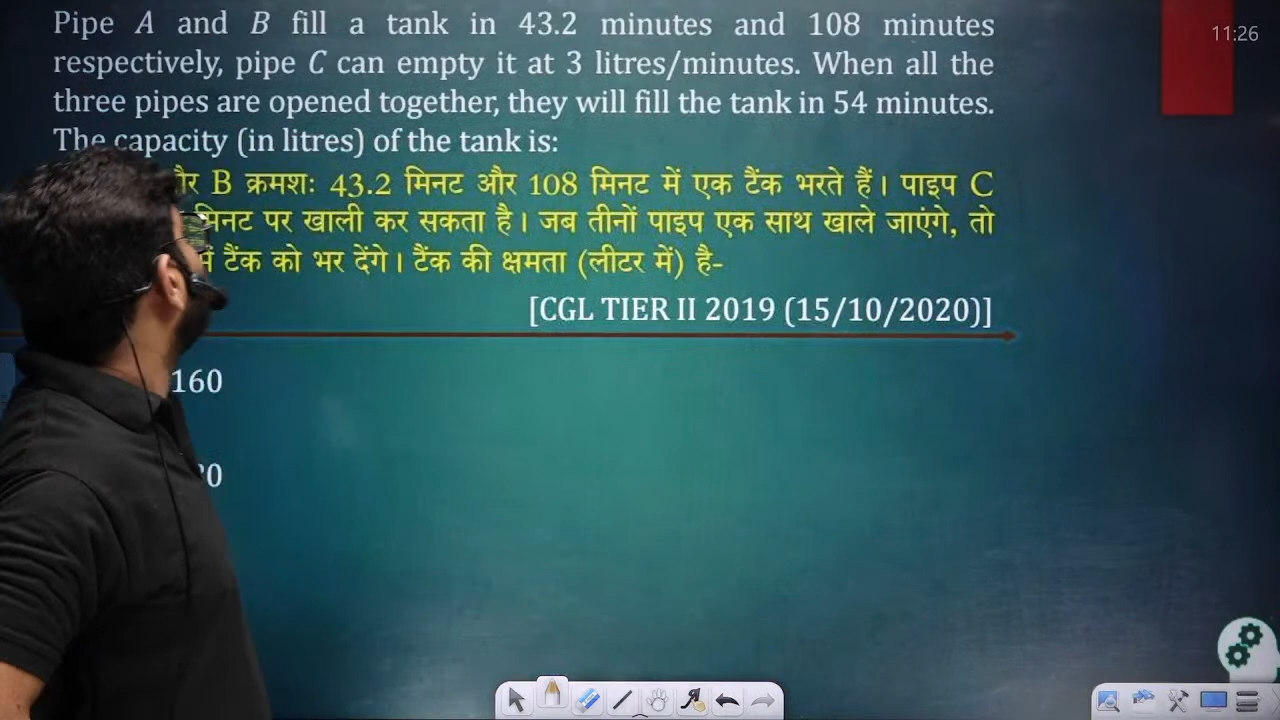 Pipe A and B fill a tank in 43.2 minutes and 108 minutes
respectively, pipe C can empty it at 3 litres/minutes. When all the
three pipes are opened together, they will fill the tank in 54 minutes.
The capacity (in litres) of the tank is:
B क्रमशः 43.2 मिनट और 108 मिनट में एक टैंक भरते हैं। पाइप C
पर खाली कर सकता है। जब तीनों पाइप एक साथ खाले जाएंगे, तो
टैंक को भर देंगे। टैंक की क्षमता (लीटर में) है-
[CGL TIER II 2019 (15/10/2020)]
160
11:26